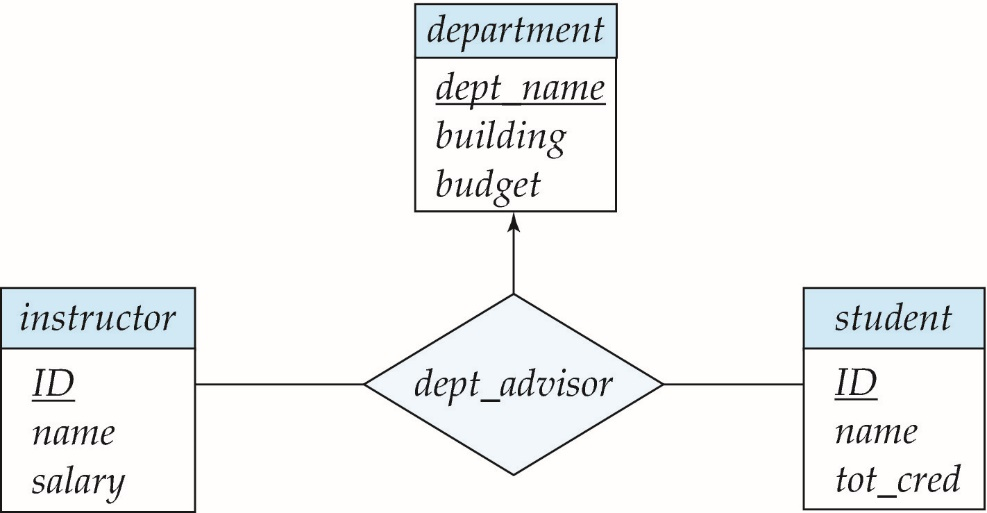 department
dept_name
building
budget
instructor
ID
name
salary
dept_advisor
student
ID
name
tot_cred